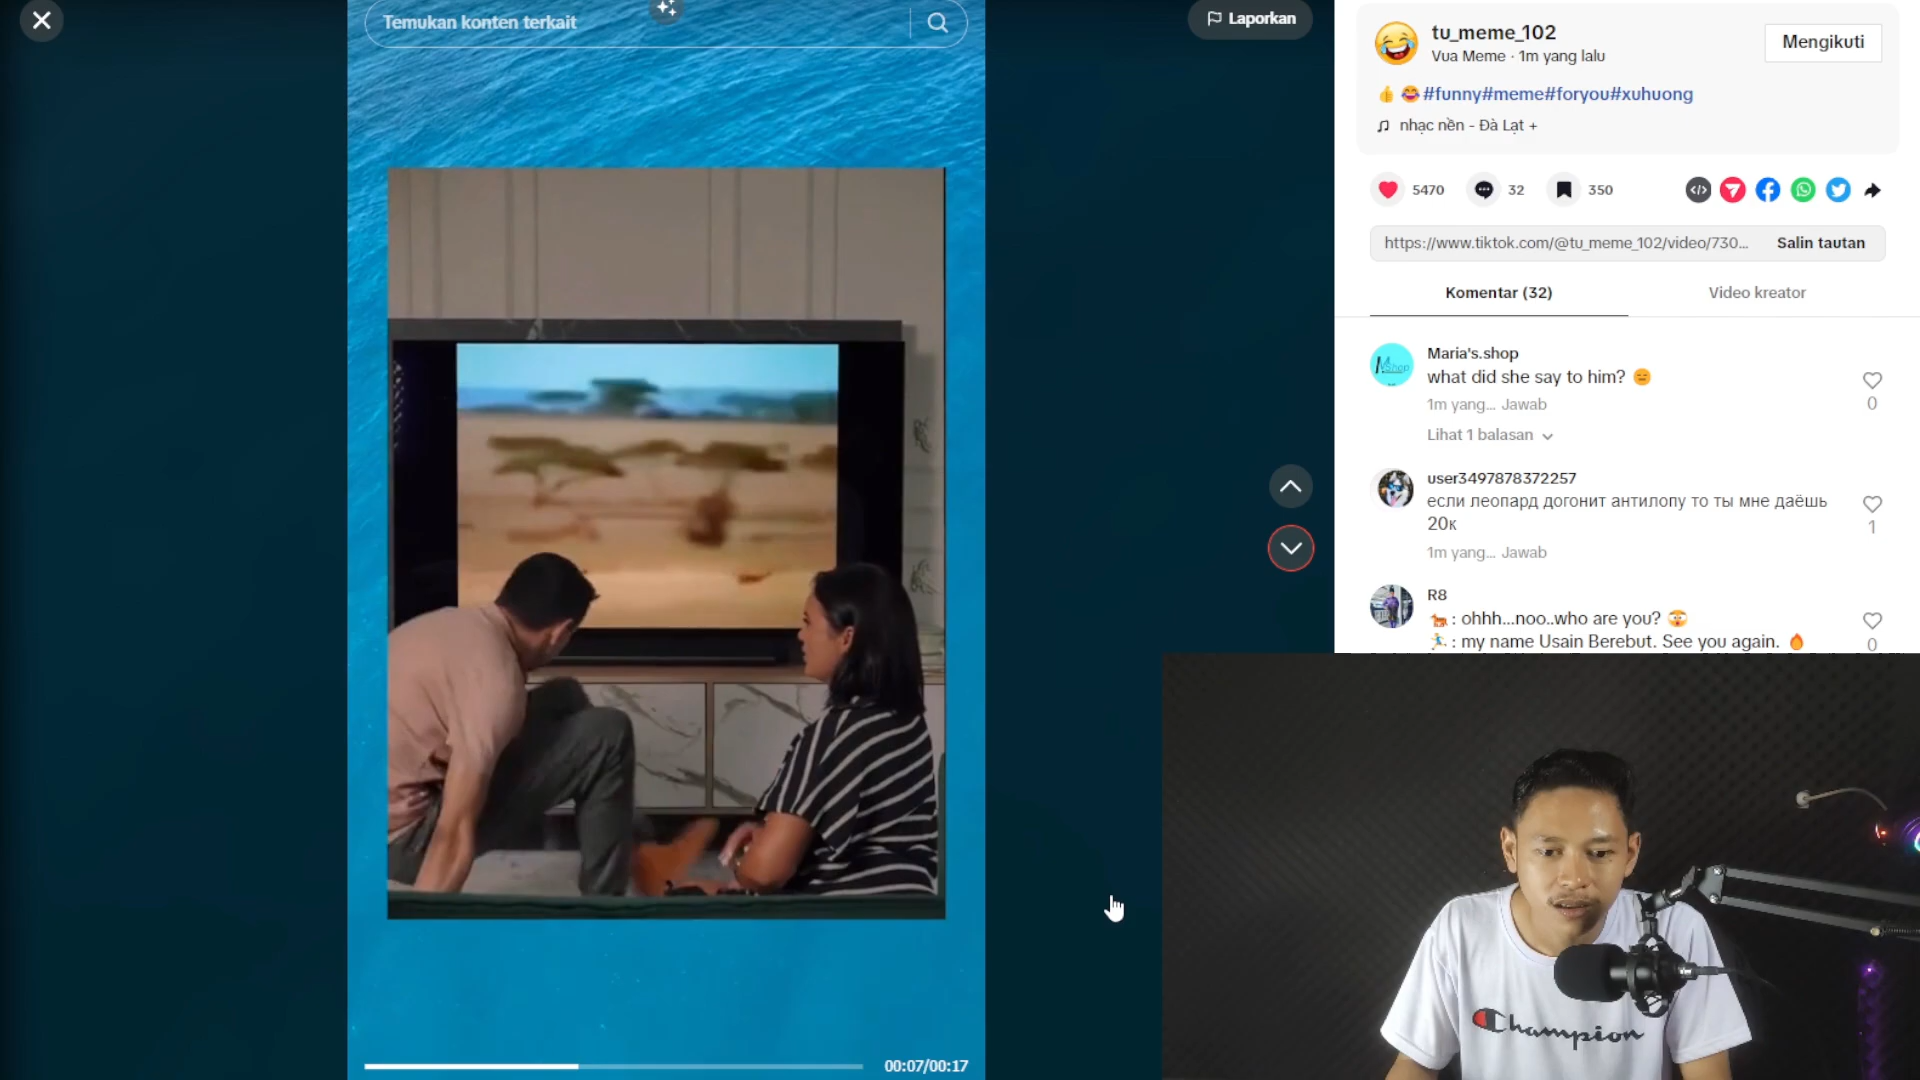 Temukan konten terkait
Laporkan
tu_meme_102
Vua Meme · 1m yang lalu
Mengikuti
👍 😂 #funny#meme#foryou#xuhuong
nhạc nền - Đà Lạt +
5470
32
350
https://www.tiktok.com/@tu_meme_102/video/730...
Salin tautan
Komentar (32)
Video kreator
Maria's.shop
what did she say to him? 😑
1m yang... Jawab
0
Lihat 1 balasan
user3497878372257
если леопард догонит антилопу то ты мне даёшь
20к
1
1m yang... Jawab
R8
🐅 : ohhh...noo..who are you? 🤯
🏃‍♂️ : my name Usain Berebut. See you again. 🔥
0
Champion
00:07/00:17